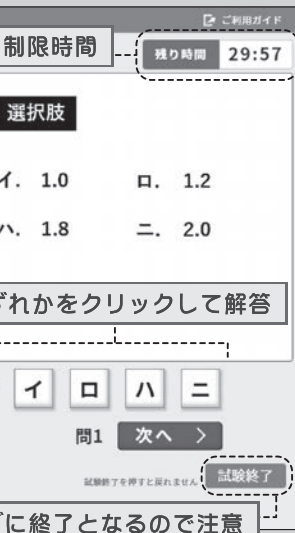 ご利用ガイド
制限時間
残り時間 29:57
選択肢
イ. 1.0 ロ. 1.2
ハ. 1.8 ニ. 2.0
ずれかをクリックして解答
イ ロ ハ ニ
問1 次へ >
試験終了を押すと戻れません 試験終了
ぐに終了となるので注意